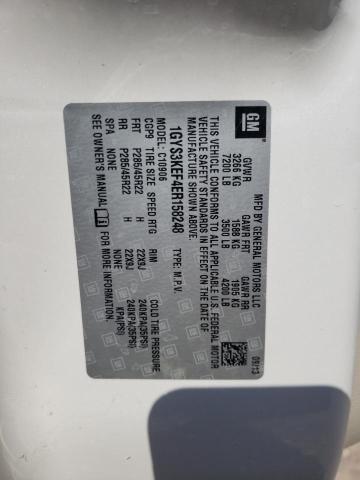 GM
MFD BY GENERAL MOTORS LLC
09/13
GVWR GAWR FRT GAWR RR
3266 KG 1588 KG 1905 KG
7200 LB 3500 LB 4200 LB
THIS VEHICLE CONFORMS TO ALL APPLICABLE U.S. FEDERAL MOTOR
VEHICLE SAFETY STANDARDS IN EFFECT ON THE DATE OF
MANUFACTURE SHOWN ABOVE.
1GYS3KEF4ER158248 TYPE: M.P.V.
MODEL: C10906
CGP9 TIRE SIZE SPEED RTG RIM COLD TIRE PRESSURE
FRT P285/45R22 H 22X9J 240KPA(35PSI)
RR P285/45R22 H 22X9J 240KPA(35PSI)
SPA NONE NONE KPA(PSI)
SEE OWNER'S MANUAL FOR MORE INFORMATION.